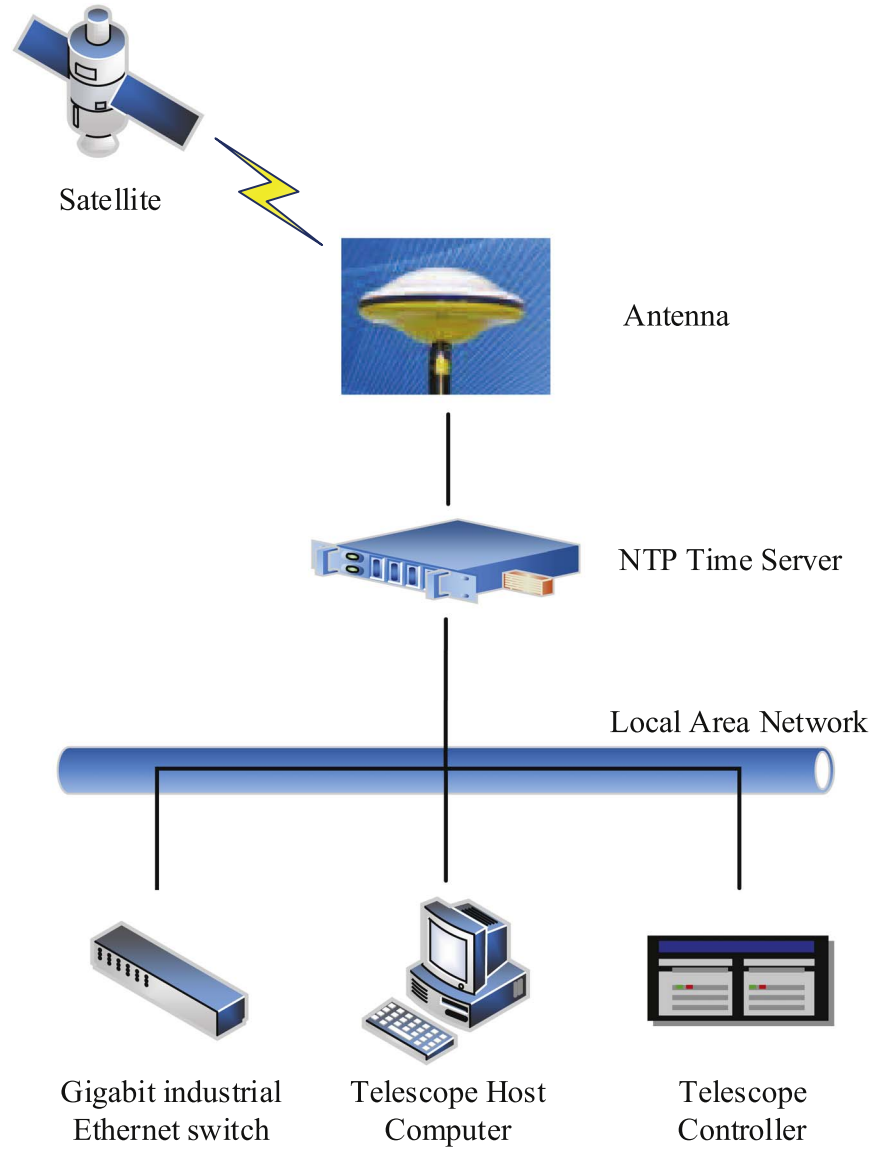 Satellite
Antenna
NTP Time Server
Local Area Network
Gigabit industrial
Ethernet switch
Telescope Host
Computer
Telescope
Controller